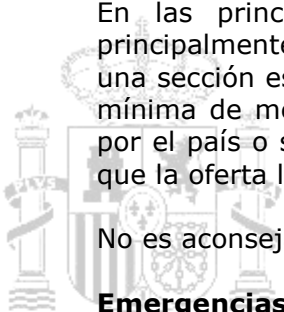 En las princ
principalmente
una sección es
mínima de me
por el país o s
que la oferta l
No es aconsej
Emergencias